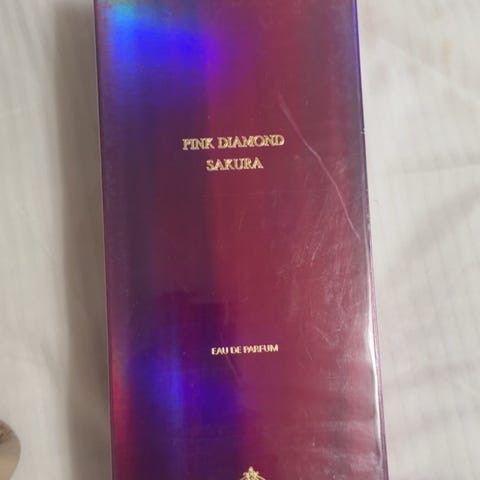 PINK DIAMOND
SAKURA
EAU DE PARFUM